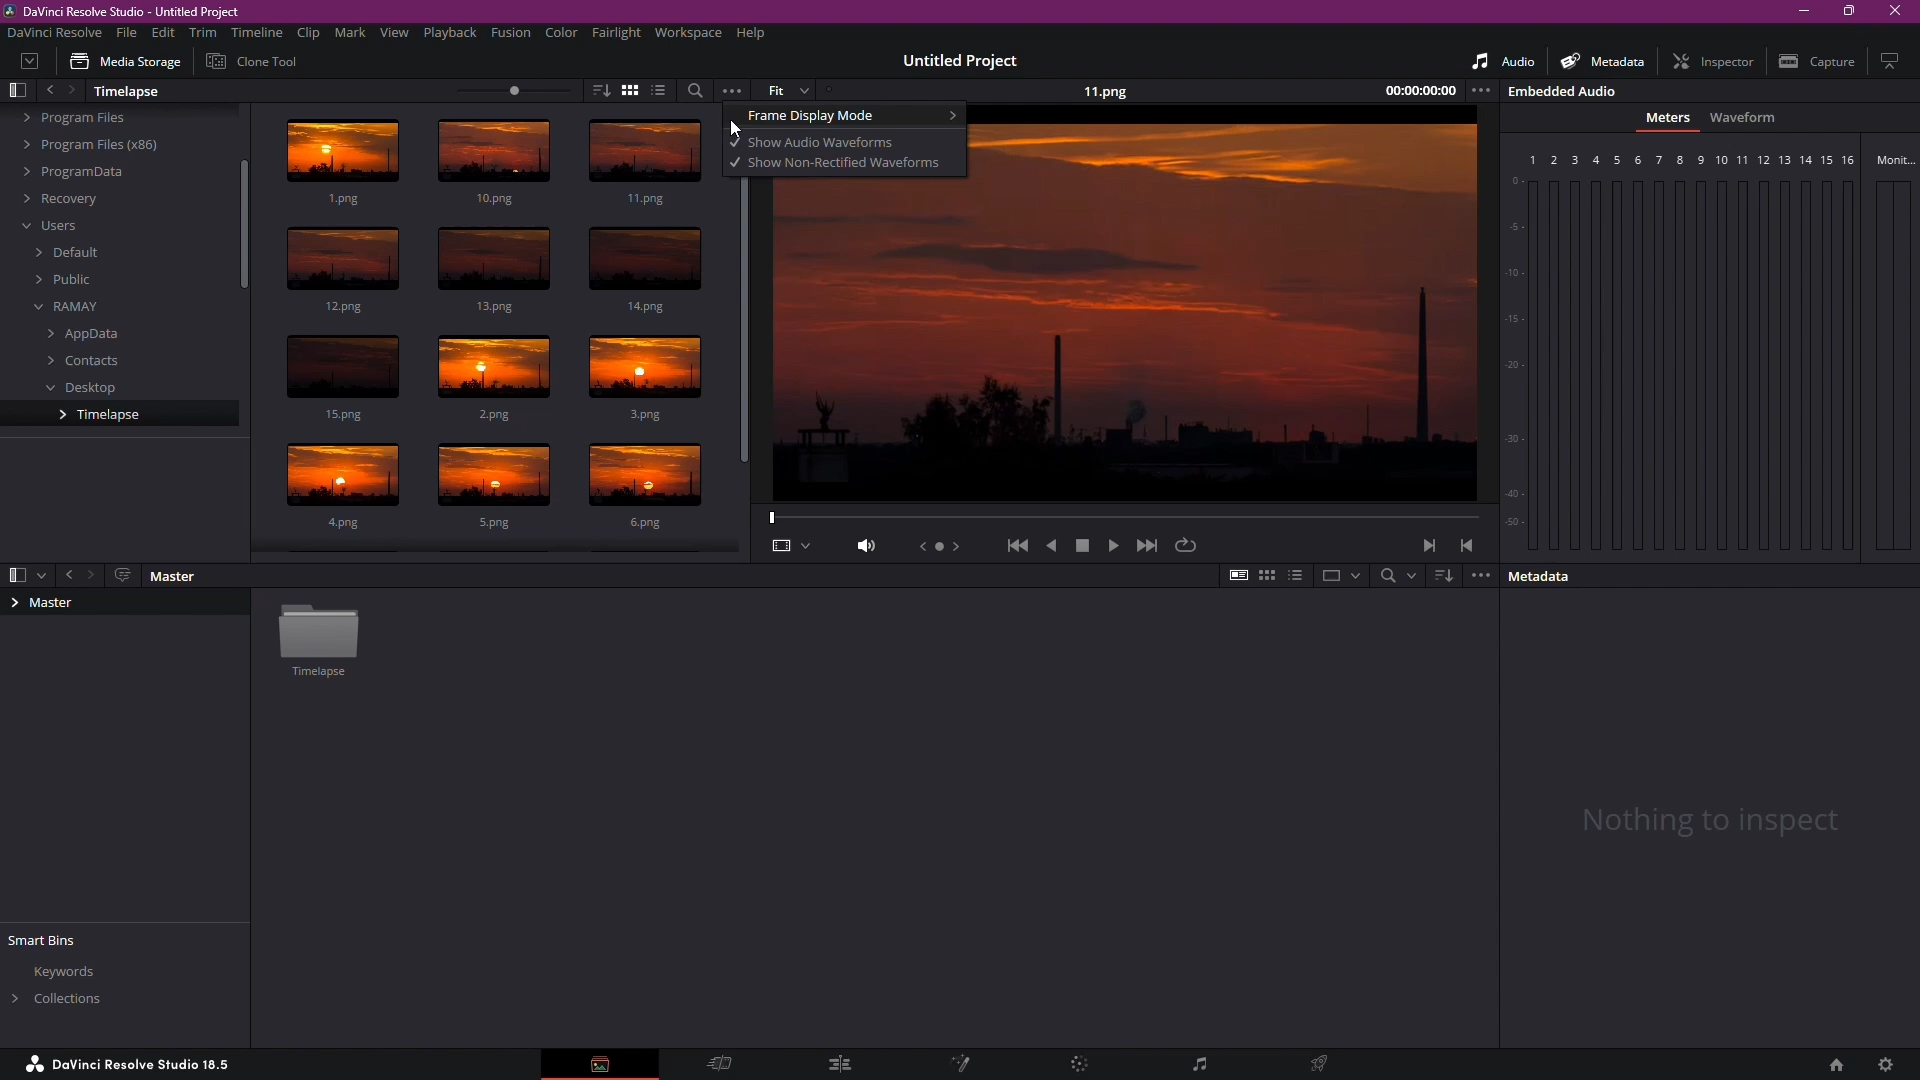 DaVinci Resolve Studio - Untitled Project
DaVinci Resolve File Edit Trim Timeline Clip Mark View Playback Fusion Color Fairlight Workspace Help
Media Storage Clone Tool Untitled Project Audio Metadata Inspector Capture
Timelapse Fit 11.png 00:00:00:00 Embedded Audio
Frame Display Mode
Show Audio Waveforms
Show Non-Rectified Waveforms
Program Files
Program Files (x86)
ProgramData
Recovery
Users
Default
Public
RAMAY
AppData
Contacts
Desktop
Timelapse
1.png 10.png 11.png
12.png 13.png 14.png
15.png 2.png 3.png
4.png 5.png 6.png
Meters Waveform
1 2 3 4 5 6 7 8 9 10 11 12 13 14 15 16 Monit...
0
-5
-10
-15
-20
-30
-40
-50
Master Metadata
Master
Timelapse
Nothing to inspect
Smart Bins
Keywords
Collections
DaVinci Resolve Studio 18.5